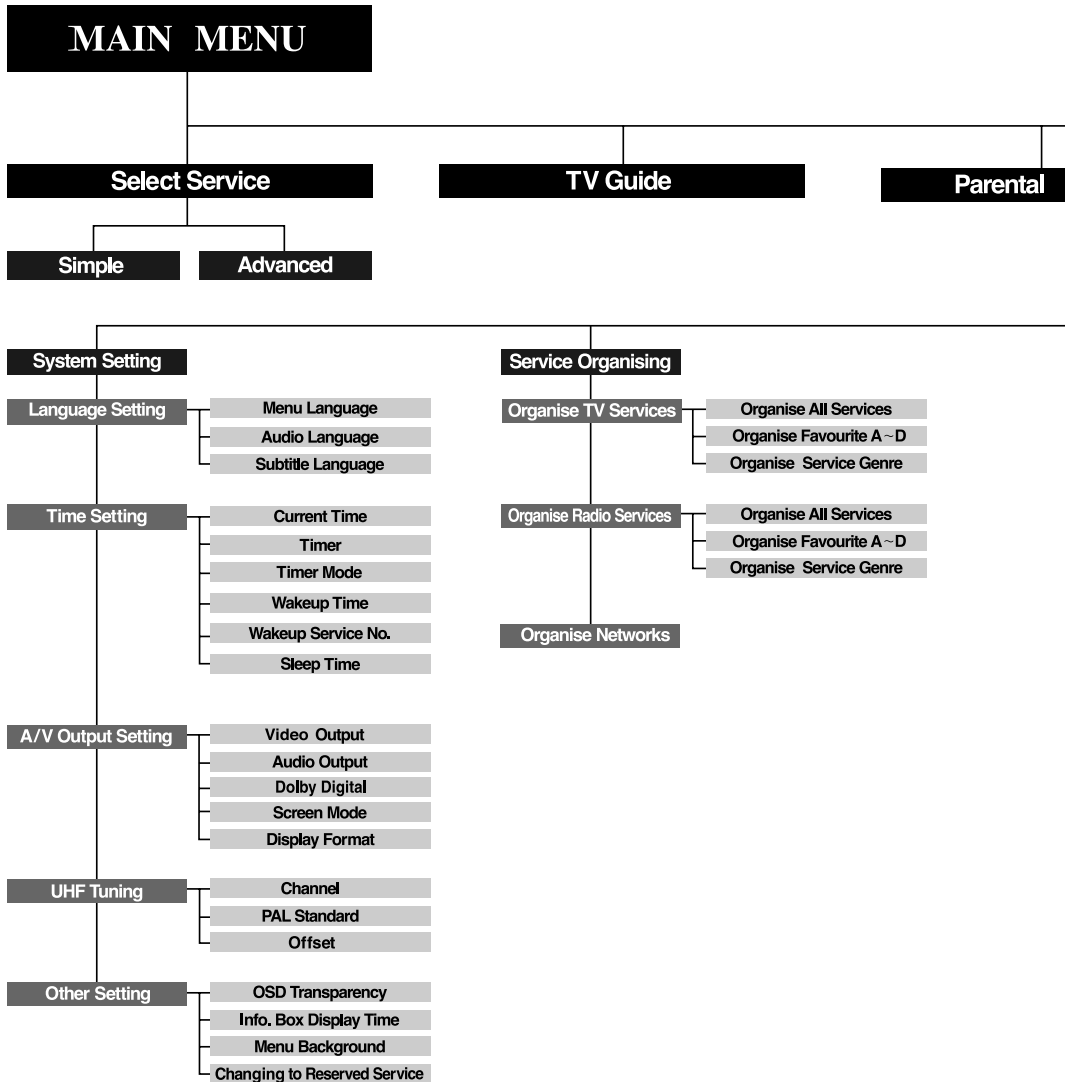 MAIN MENU
Select Service
TV Guide
Parental
Simple
Advanced
System Setting
Language Setting
Menu Language
Audio Language
Subtitle Language
Time Setting
Current Time
Timer
Timer Mode
Wakeup Time
Wakeup Service No.
Sleep Time
A/V Output Setting
Video Output
Audio Output
Dolby Digital
Screen Mode
Display Format
UHF Tuning
Channel
PAL Standard
Offset
Other Setting
OSD Transparency
Info. Box Display Time
Menu Background
Changing to Reserved Service
Service Organising
Organise TV Services
Organise All Services
Organise Favourite A~D
Organise Service Genre
Organise Radio Services
Organise All Services
Organise Favourite A~D
Organise Service Genre
Organise Networks